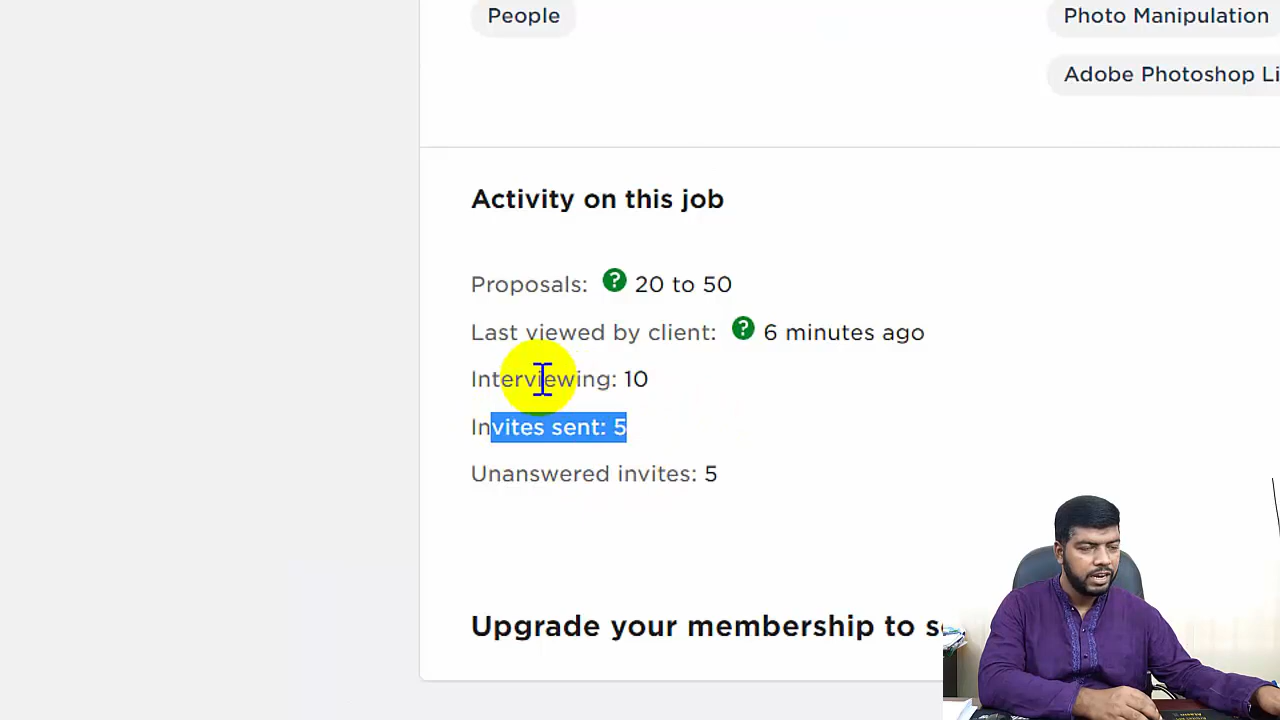 People
Photo Manipulation
Adobe Photoshop Li
Activity on this job
Proposals: ? 20 to 50
Last viewed by client: ? 6 minutes ago
Interviewing: 10
Invites sent: 5
Unanswered invites: 5
Upgrade your membership to s